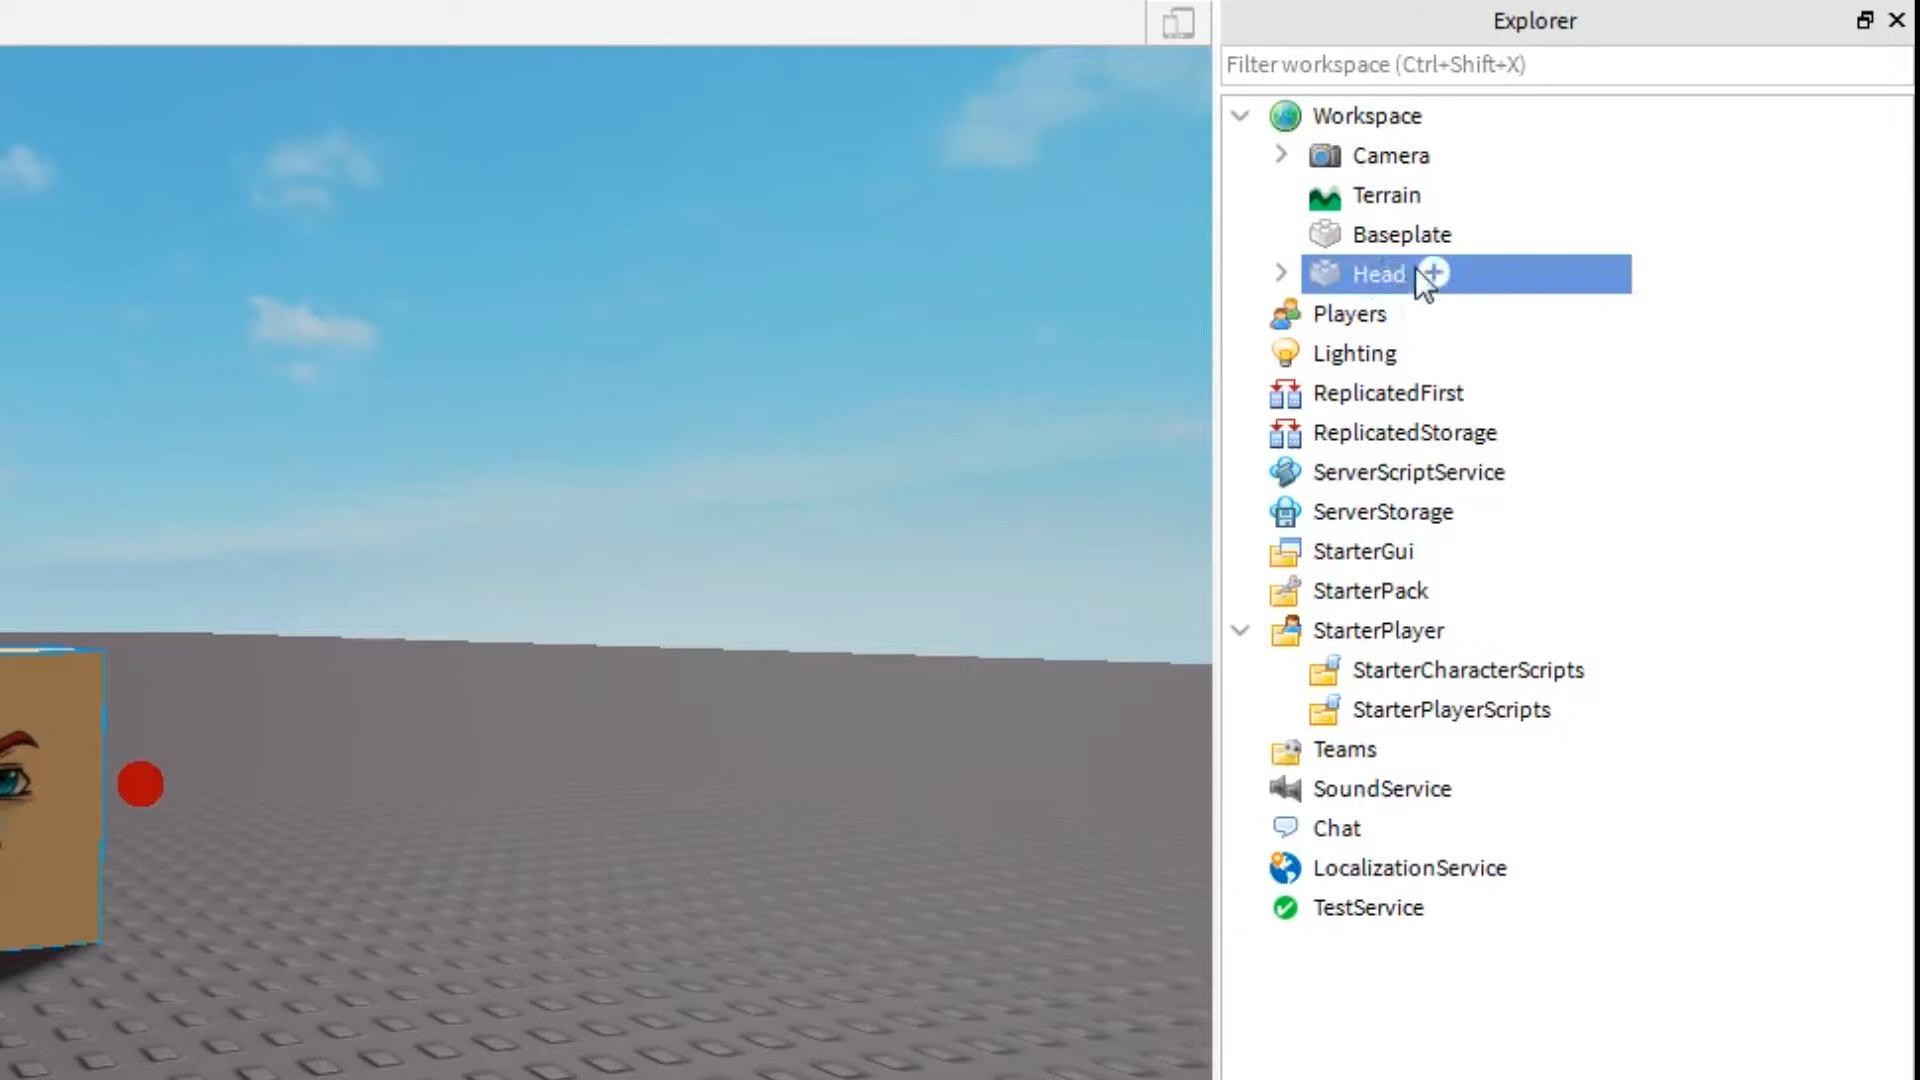 Explorer
Filter workspace (Ctrl+Shift+X)
Workspace
Camera
Terrain
Baseplate
Head
Players
Lighting
ReplicatedFirst
ReplicatedStorage
ServerScriptService
ServerStorage
StarterGui
StarterPack
StarterPlayer
StarterCharacterScripts
StarterPlayerScripts
Teams
SoundService
Chat
LocalizationService
TestService